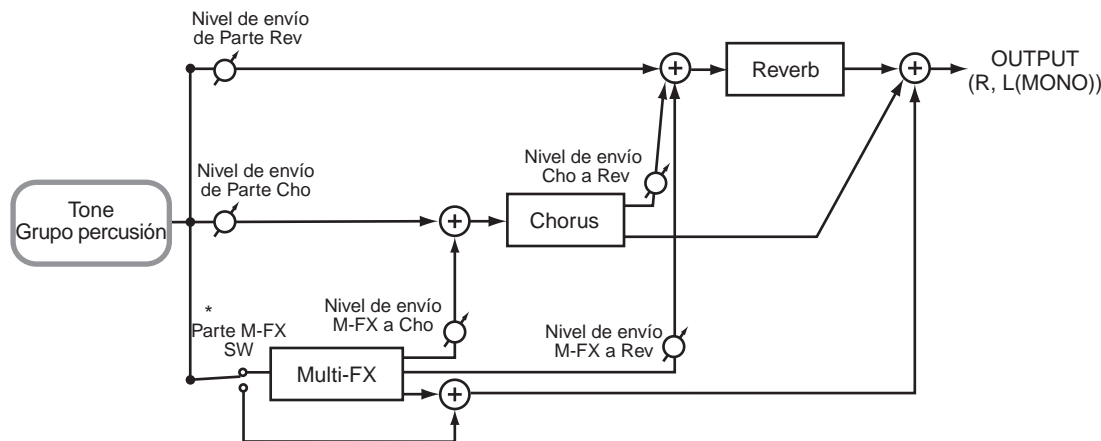 Nivel de envío
de Parte Rev
Reverb
OUTPUT
(R, L(MONO))
Nivel de envío
de Parte Cho
Nivel de envío
Cho a Rev
Tone
Grupo percusión
Chorus
*
Parte M-FX
SW
Nivel de envío
M-FX a Cho
Nivel de envío
M-FX a Rev
Multi-FX